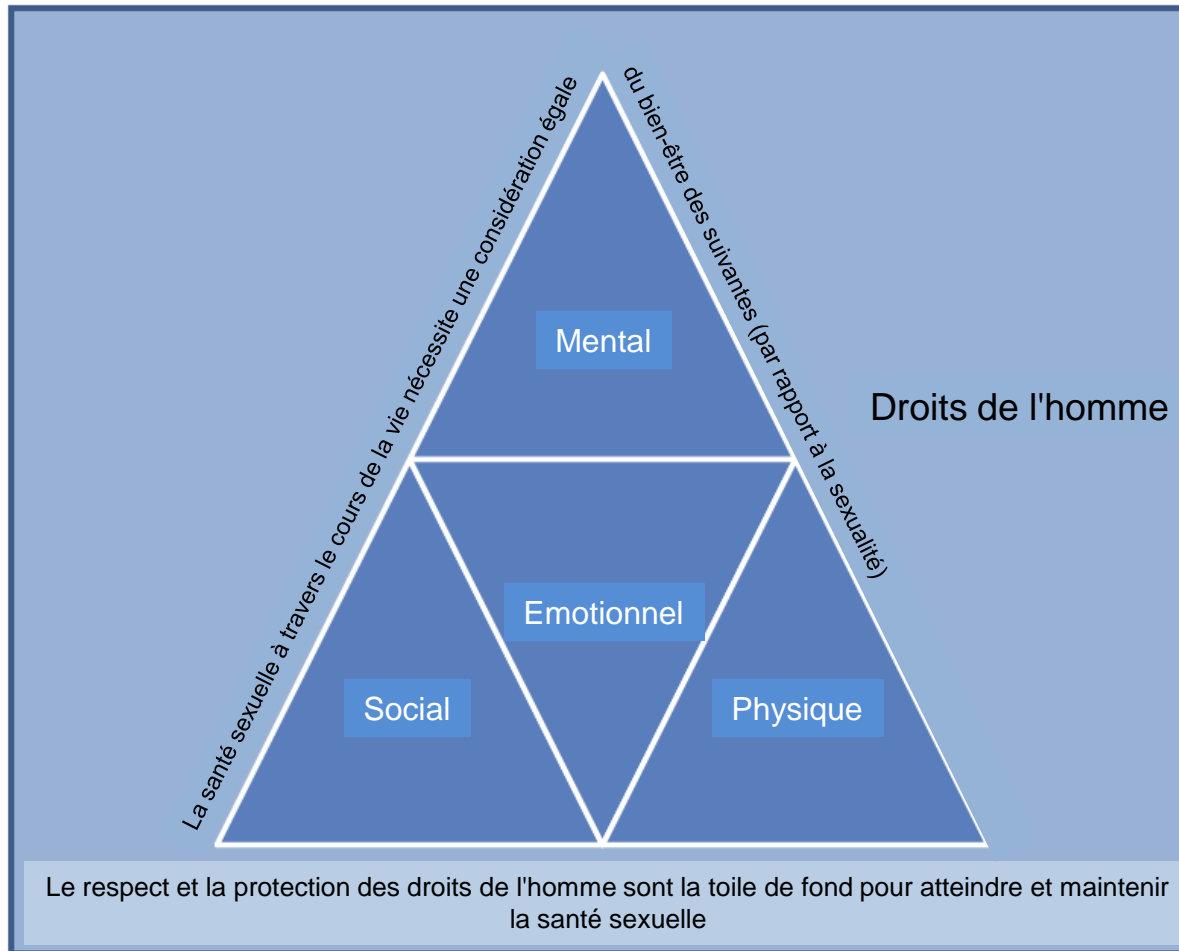 La santé sexuelle à travers le cours de la vie nécessite une considération égale
du bien-être des suivantes (par rapport à la sexualité)
Mental
Droits de l'homme
Emotionnel
Social
Physique
Le respect et la protection des droits de l'homme sont la toile de fond pour atteindre et maintenir
la santé sexuelle